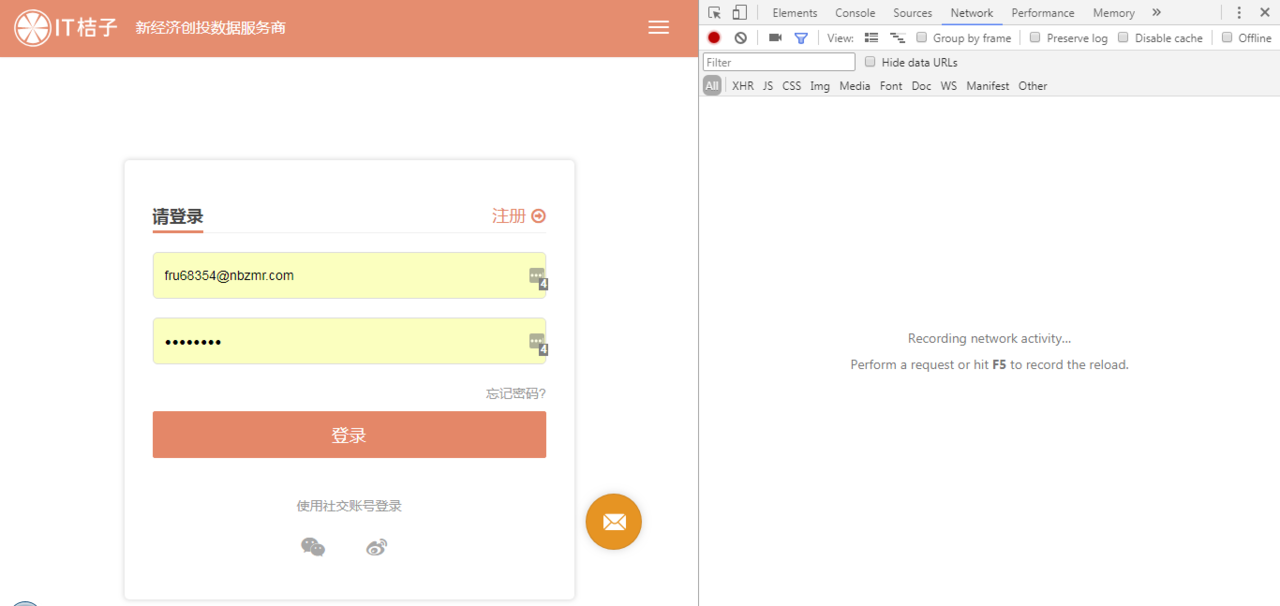 IT桔子 新经济创投数据服务商
请登录 注册
fru68354@nbzmr.com
4
••••••••
4
忘记密码?
登录
使用社交账号登录
Elements Console Sources Network Performance Memory »
View: Group by frame Preserve log Disable cache Offline
Filter Hide data URLs
All XHR JS CSS Img Media Font Doc WS Manifest Other
Recording network activity...
Perform a request or hit F5 to record the reload.